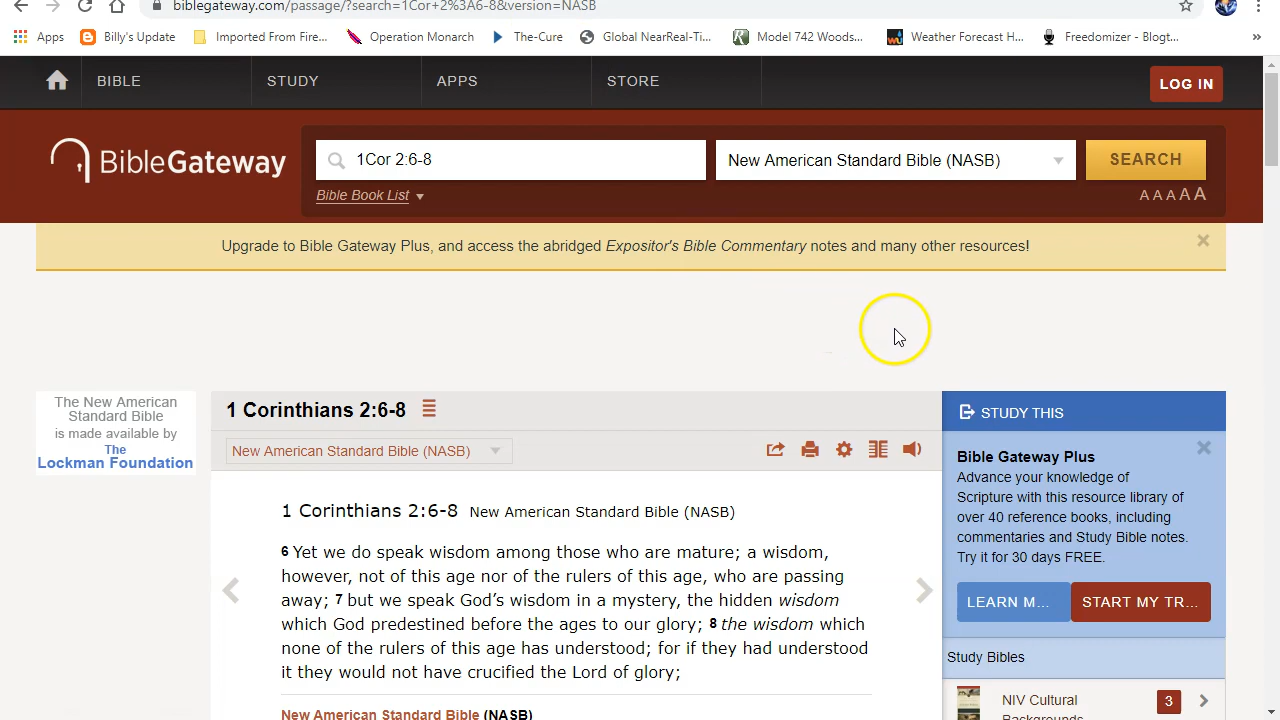 biblegateway.com/passage/?search=1Cor+2%3A6-8&version=NASB
Apps Billy's Update Imported From Fire... Operation Monarch The-Cure Global NearReal-Ti... Model 742 Woods... Weather Forecast H... Freedomizer - Blogt... »
BIBLE STUDY APPS STORE LOG IN
BibleGateway
1Cor 2:6-8 New American Standard Bible (NASB) SEARCH
Bible Book List A A A A A
Upgrade to Bible Gateway Plus, and access the abridged Expositor's Bible Commentary notes and many other resources!
The New American
Standard Bible
is made available by
The
Lockman Foundation
1 Corinthians 2:6-8
New American Standard Bible (NASB)
1 Corinthians 2:6-8 New American Standard Bible (NASB)
6 Yet we do speak wisdom among those who are mature; a wisdom,
however, not of this age nor of the rulers of this age, who are passing
away; 7 but we speak God's wisdom in a mystery, the hidden wisdom
which God predestined before the ages to our glory; 8 the wisdom which
none of the rulers of this age has understood; for if they had understood
it they would not have crucified the Lord of glory;
New American Standard Bible (NASB)
STUDY THIS
Bible Gateway Plus
Advance your knowledge of
Scripture with this resource library of
over 40 reference books, including
commentaries and Study Bible notes.
Try it for 30 days FREE.
LEARN M... START MY TR...
Study Bibles
NIV Cultural 3
Backgrounds